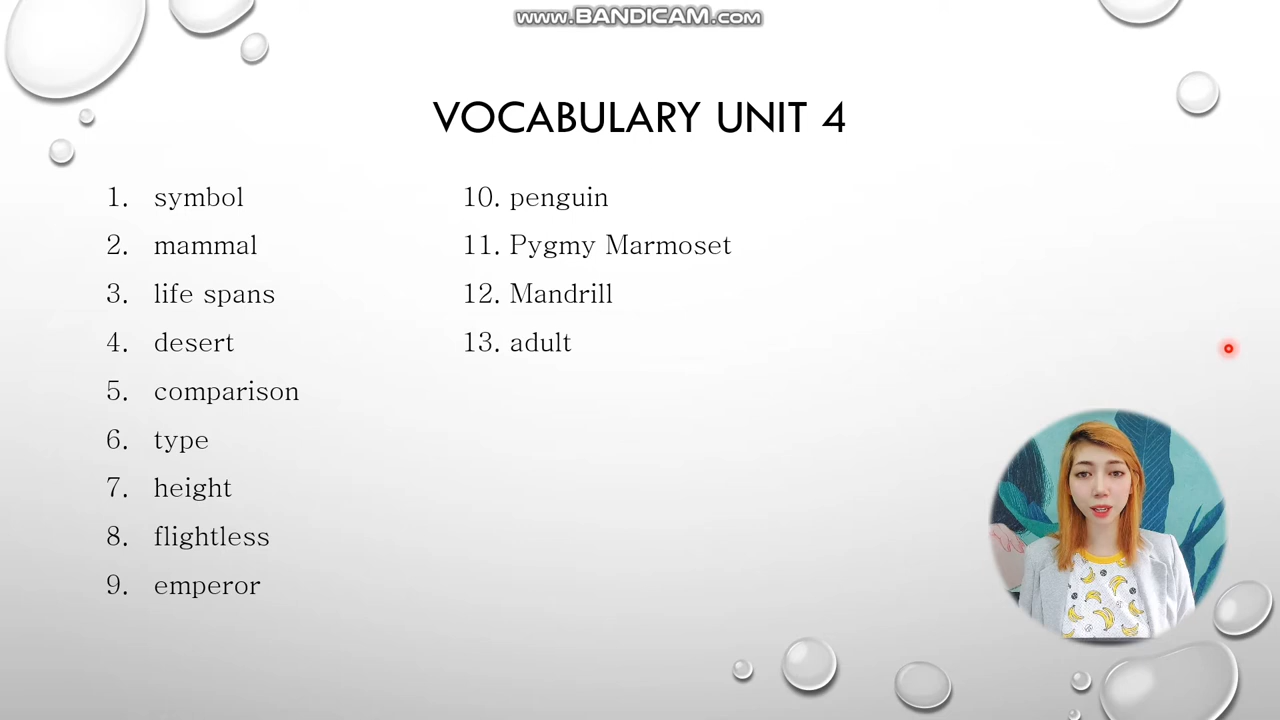 www.BANDICAM.com
VOCABULARY UNIT 4
1. symbol
2. mammal
3. life spans
4. desert
5. comparison
6. type
7. height
8. flightless
9. emperor
10. penguin
11. Pygmy Marmoset
12. Mandrill
13. adult